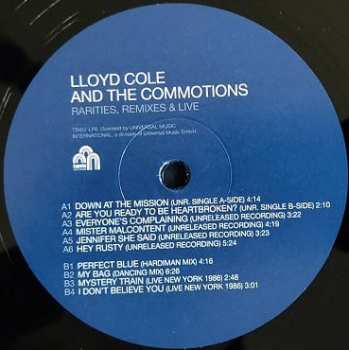 LLOYD COLE
AND THE COMMOTIONS
RARITIES, REMIXES & LIVE
LP5 Licensed by UNIVERSAL MUSIC
INTERNATIONAL, a division of Universal Music GmbH
A1 DOWN AT THE MISSION (UNR. SINGLE A-SIDE) 4:14
A2 ARE YOU READY TO BE HEARTBROKEN? (UNR. SINGLE B-SIDE) 2:10
A3 EVERYONE'S COMPLAINING (UNRELEASED RECORDING) 3:22
A4 MISTER MALCONTENT (UNRELEASED RECORDING)
A5 JENNIFER SHE SAID (UNRELEASED RECORDING) 3:23
A6 HEY RUSTY (UNRELEASED RECORDING) 5:24
B1 PERFECT BLUE (HARDIMAN MIX) 4:16
B2 MY BAG (DANCING MIX) 6:26
B3 MYSTERY TRAIN (LIVE NEW YORK 1986) 2:48
B4 I DON'T BELIEVE YOU (LIVE NEW YORK 1986) 3:01